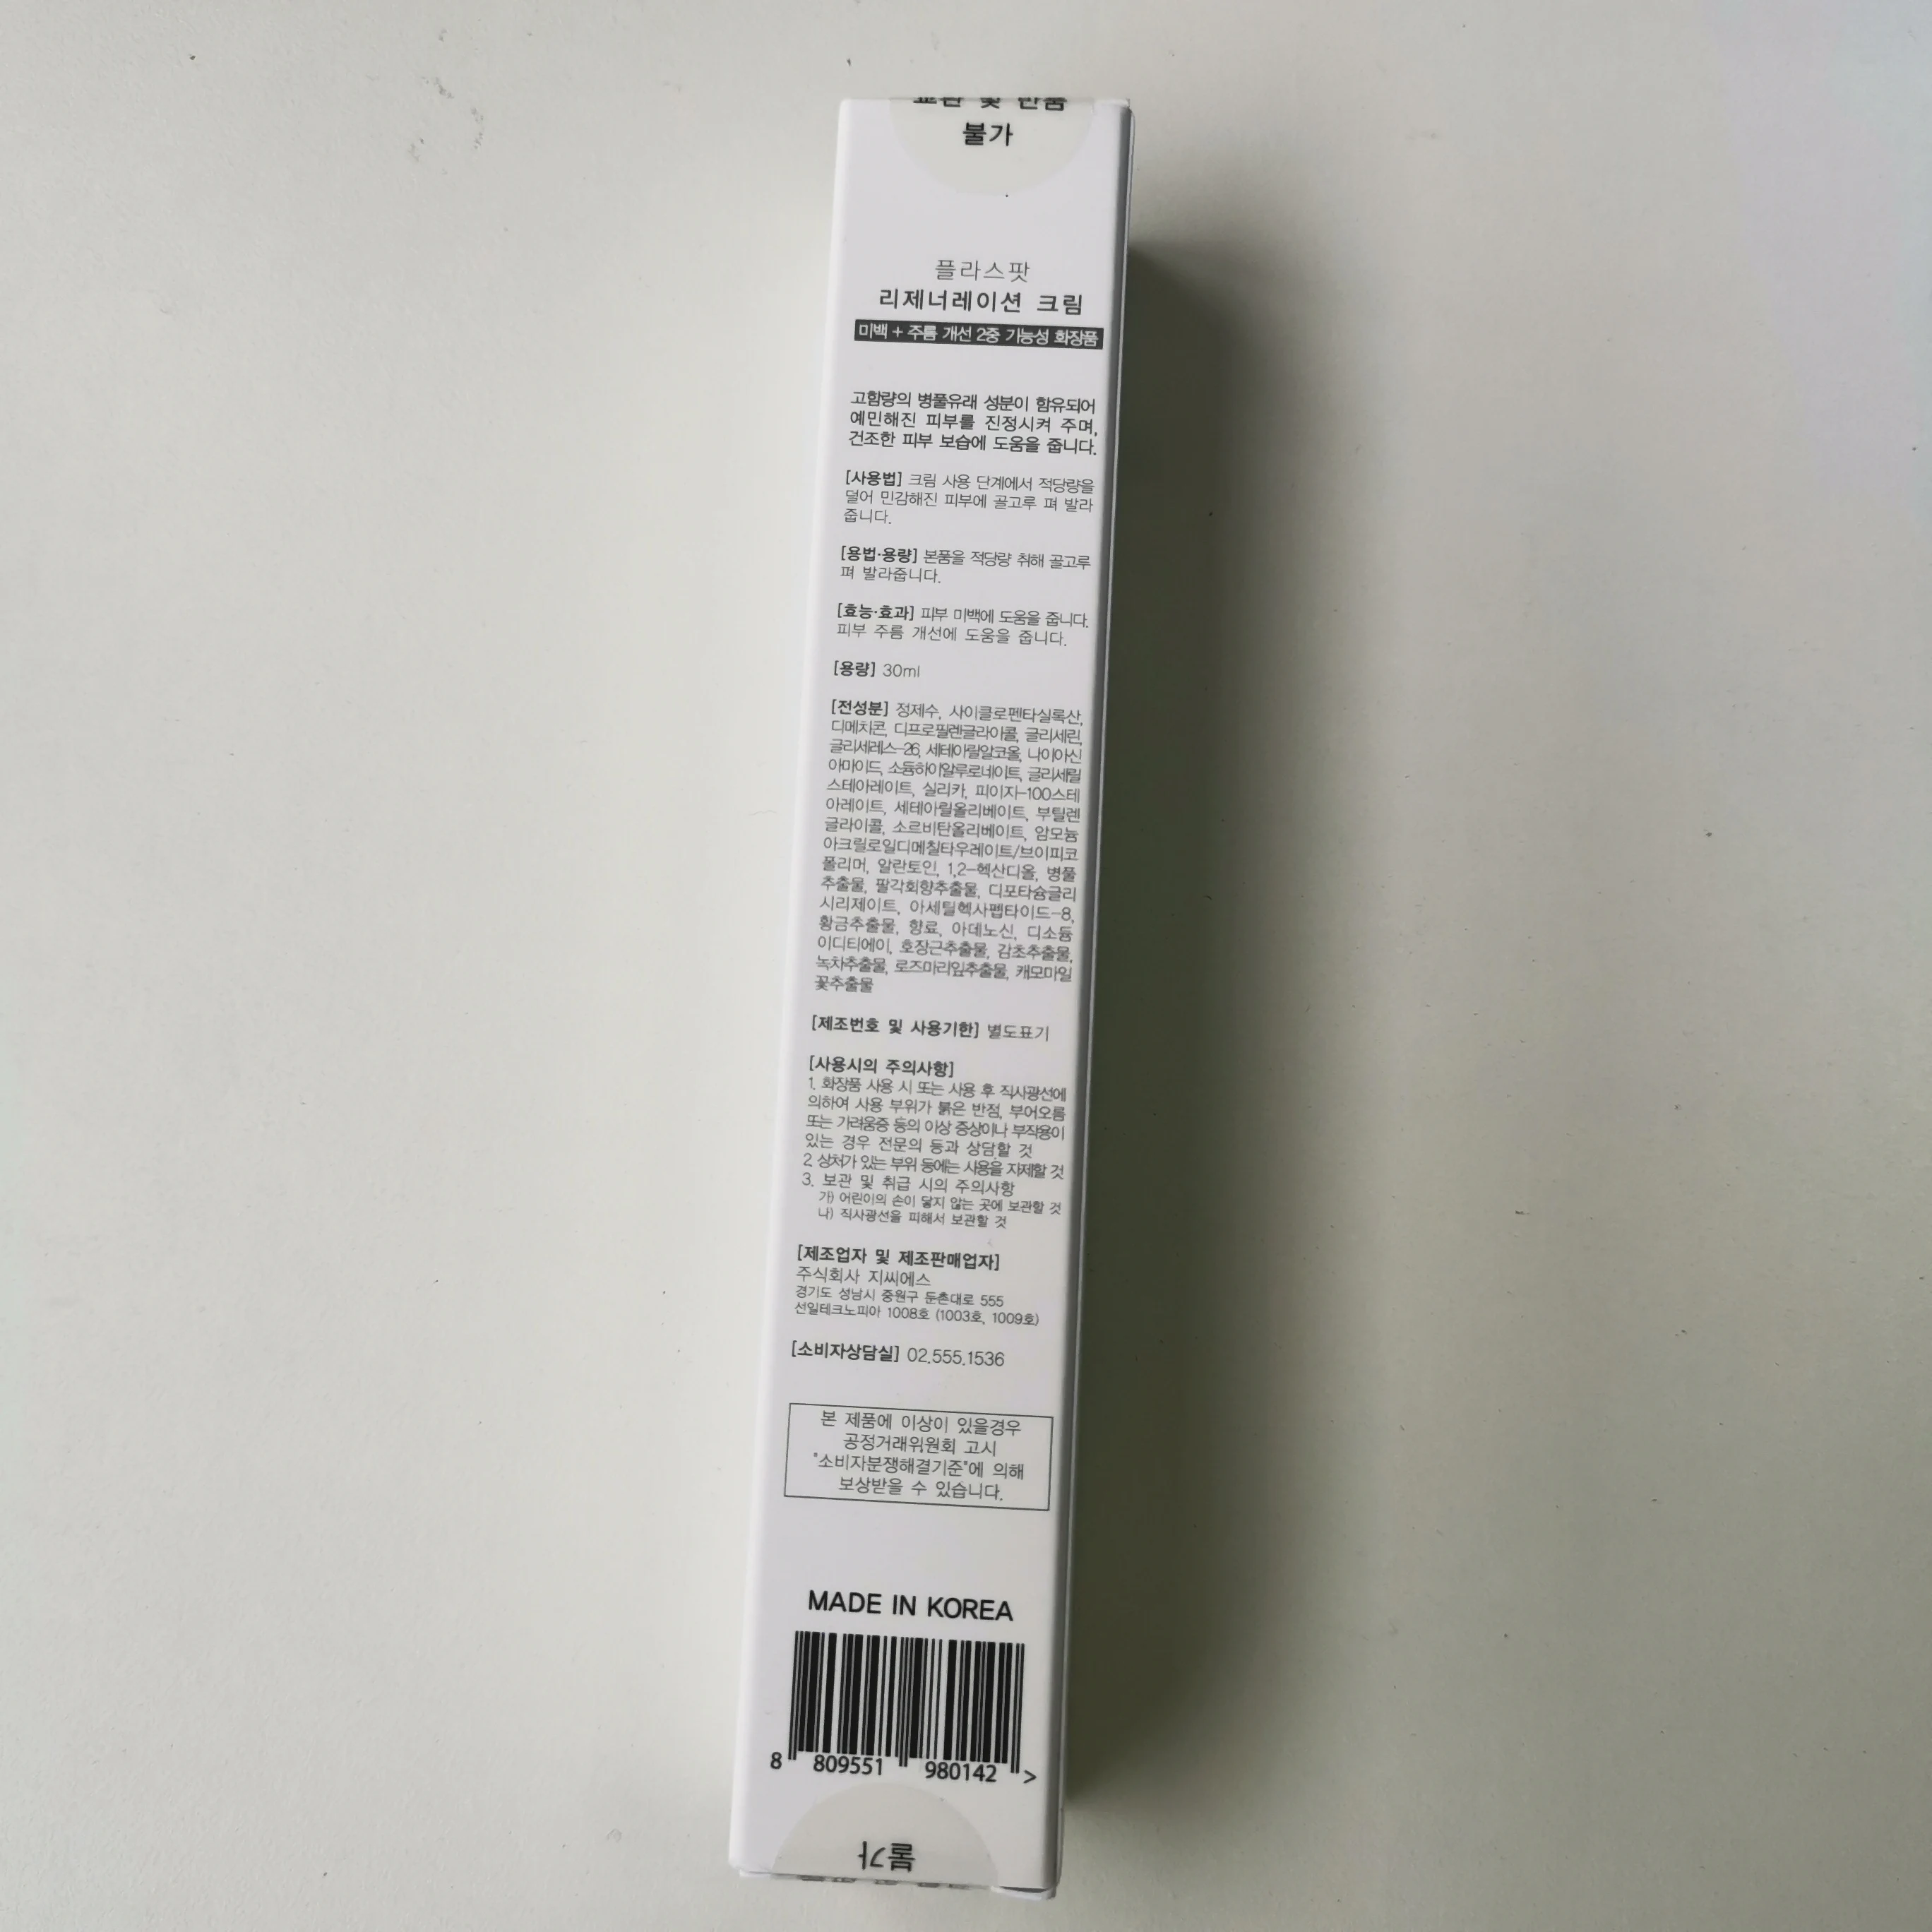 교환 및 반품
불가
플라스팟
리제너레이션 크림
미백 + 주름 개선 2중 기능성 화장품
고함량의 병풀유래 성분이 함유되어
예민해진 피부를 진정시켜 주며,
건조한 피부 보습에 도움을 줍니다.
[사용법] 크림 사용 단계에서 적당량을
덜어 민감해진 피부에 골고루 펴 발라
줍니다.
[용법·용량] 본품을 적당량 취해 골고루
펴 발라줍니다.
[효능·효과] 피부 미백에 도움을 줍니다.
피부 주름 개선에 도움을 줍니다.
[용량] 30ml
[전성분] 정제수, 사이클로펜타실록산,
디메치콘, 디프로필렌글라이콜, 글리세린,
글리세레스-26, 세테아릴알코올, 나이아신
아마이드, 소듐하이알루로네이트, 글리세릴
스테아레이트, 실리카, 피이지-100스테
아레이트, 세테아릴올리베이트, 부틸렌
글라이콜, 소르비탄올리베이트, 암모늄
아크릴로일디메칠타우레이트/브이피코
폴리머, 알란토인, 1,2-헥산디올, 병풀
추출물, 팔각회향추출물, 디포타슘글리
시리제이트, 아세틸헥사펩타이드-8,
황금추출물, 향료, 아데노신, 디소듐
이디티에이, 호장근추출물, 감초추출물,
녹차추출물, 로즈마리잎추출물, 캐모마일
꽃추출물
[제조번호 및 사용기한] 별도표기
[사용시의 주의사항]
1. 화장품 사용 시 또는 사용 후 직사광선에
의하여 사용 부위가 붉은 반점, 부어오름
또는 가려움증 등의 이상 증상이나 부작용이
있는 경우 전문의 등과 상담할 것
2. 상처가 있는 부위 등에는 사용을 자제할 것
3. 보관 및 취급 시의 주의사항
가) 어린이의 손이 닿지 않는 곳에 보관할 것
나) 직사광선을 피해서 보관할 것
[제조업자 및 제조판매업자]
주식회사 지씨에스
경기도 성남시 중원구 둔촌대로 555
선일테크노피아 1008호 (1003호, 1009호)
[소비자상담실] 02.555.1536
본 제품에 이상이 있을경우
공정거래위원회 고시
"소비자분쟁해결기준"에 의해
보상받을 수 있습니다.
MADE IN KOREA
8 809551 980142 >
불가